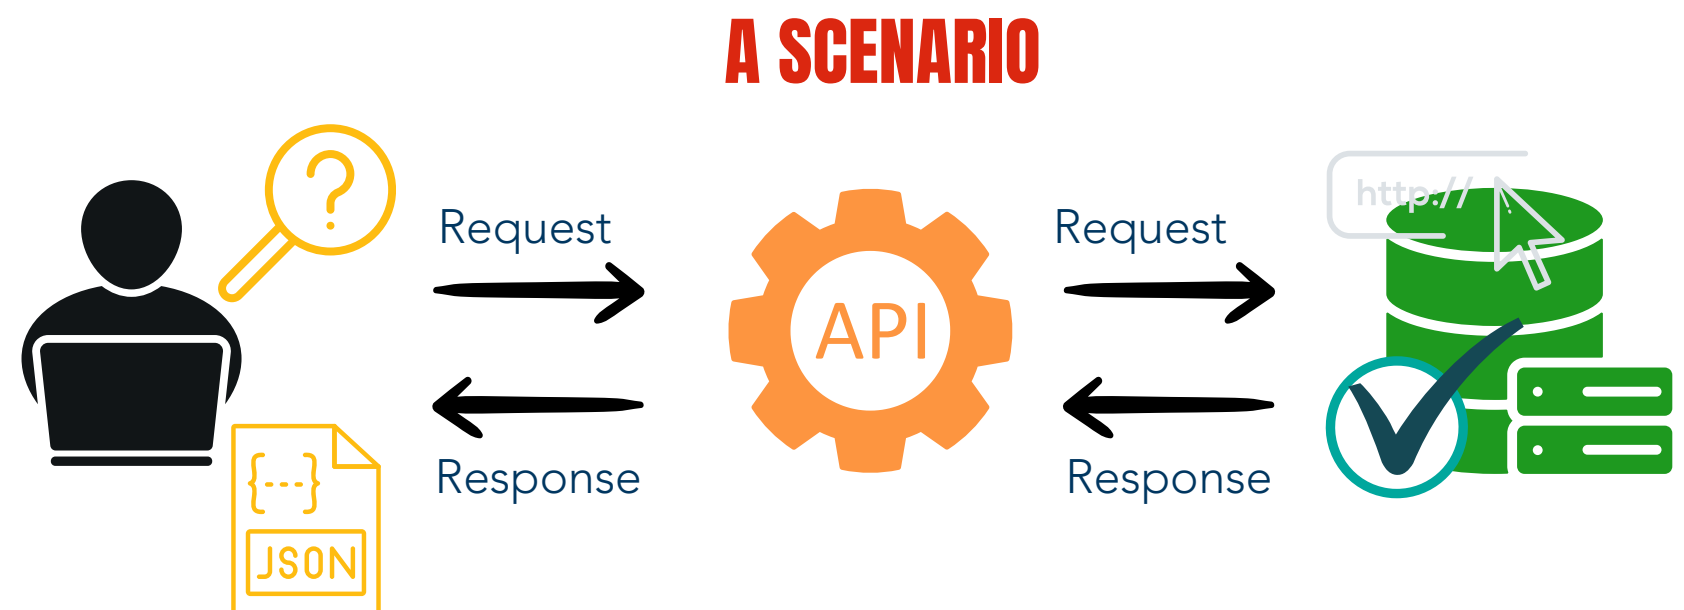 A SCENARIO
?
http://
Request
Request
API
Response
Response
{---}
JSON